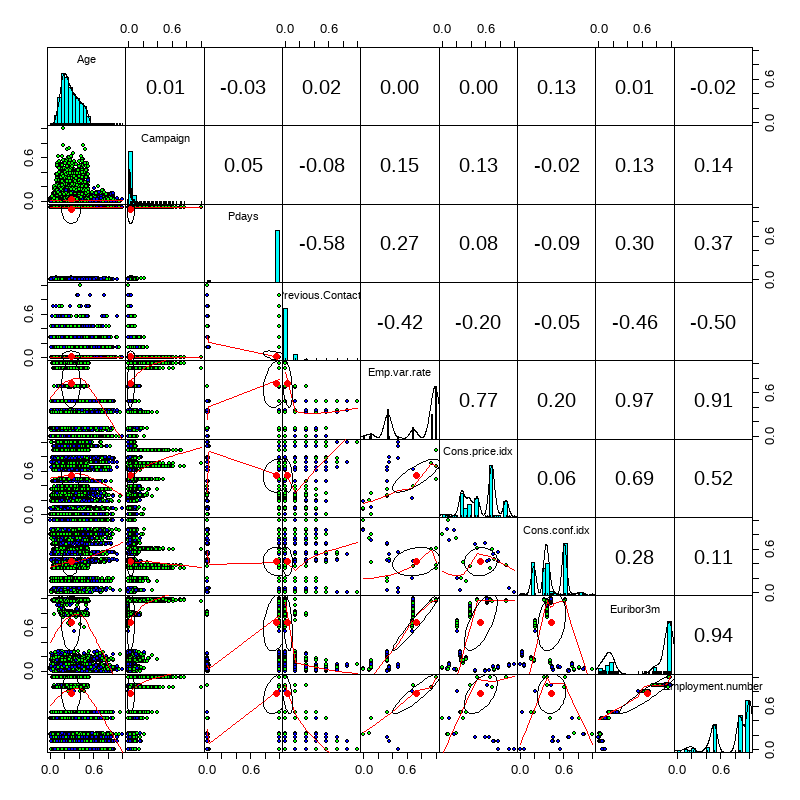 0.0 0.6 0.0 0.6 0.0 0.6 0.0 0.6
Age
0.01 -0.03 0.02 0.00 0.00 0.13 0.01 -0.02
0.0 0.6
Campaign
0.0 0.6
0.05 -0.08 0.15 0.13 -0.02 0.13 0.14
Pdays
-0.58 0.27 0.08 -0.09 0.30 0.37
0.0 0.6
revious.Contact
0.0 0.6
-0.42 -0.20 -0.05 -0.46 -0.50
Emp.var.rate
0.77 0.20 0.97 0.91
0.0 0.6
Cons.price.idx
0.0 0.6
0.06 0.69 0.52
Cons.conf.idx
0.28 0.11
0.0 0.6
Euribor3m
0.0 0.6
0.94
mployment.number
0.0 0.6
0.0 0.6 0.0 0.6 0.0 0.6 0.0 0.6 0.0 0.6